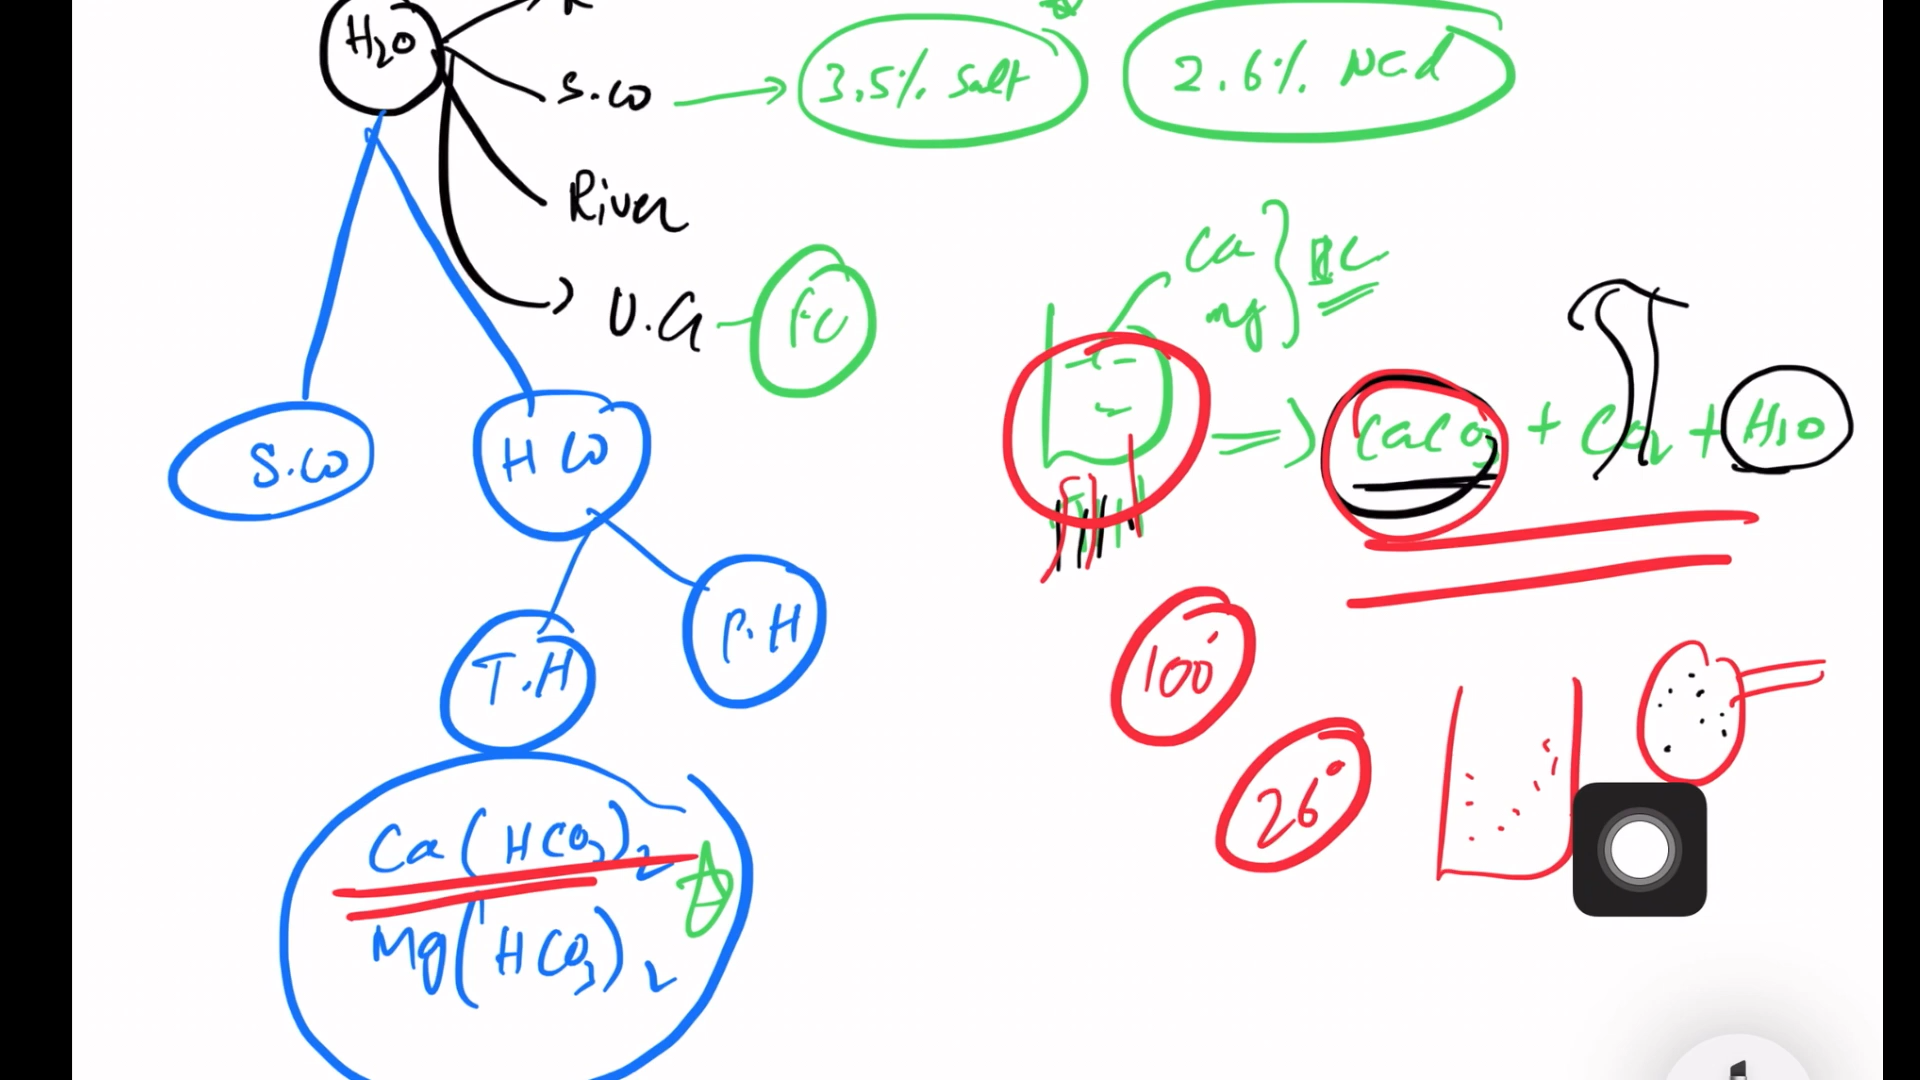 H2O
S.W → 3.5% Salt
2.6% NCl
River
U.G
Ca
mg
S.W
H W
CaCO3 + CO2 + H2O
T.H
P.H
100°
26°
Ca(HCO3)2
Mg(HCO3)2